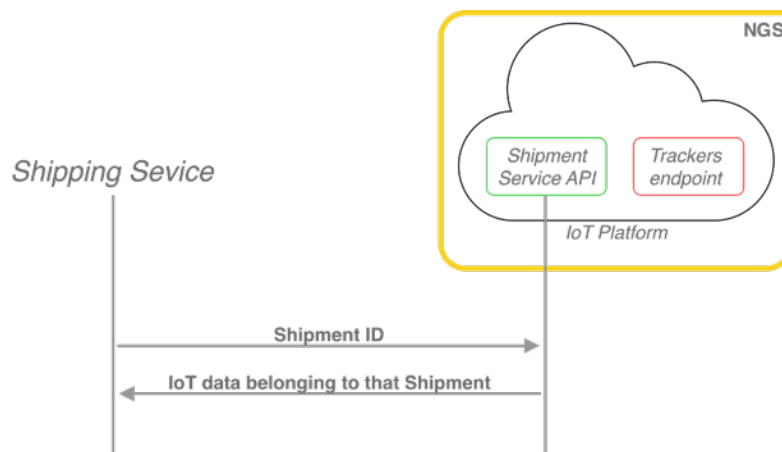 NGS
Shipment
Service API
Trackers
endpoint
Shipping Sevice
IoT Platform
Shipment ID
IoT data belonging to that Shipment